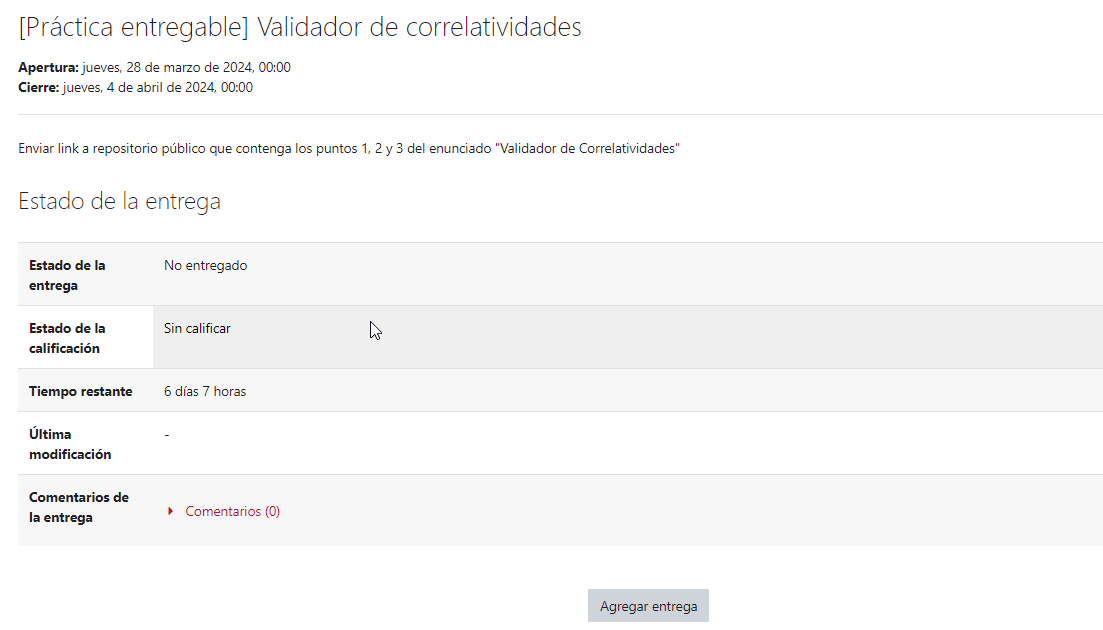 [Práctica entregable] Validador de correlatividades
Apertura: jueves, 28 de marzo de 2024, 00:00
Cierre: jueves, 4 de abril de 2024, 00:00
Enviar link a repositorio público que contenga los puntos 1, 2 y 3 del enunciado "Validador de Correlatividades"
Estado de la entrega
Estado de la entrega
No entregado
Estado de la calificación
Sin calificar
Tiempo restante
6 días 7 horas
Última modificación
-
Comentarios de la entrega
Comentarios (0)
Agregar entrega